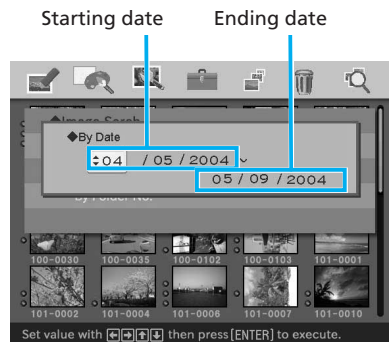 Starting date Ending date
◆Image Serch
◆By Date
04 / 05 / 2004 ~
05 / 09 / 2004
By Folder No.
100-0030 100-0035 100-0102 100-0103 101-0001
101-0002 101-0004 101-0006 101-0007 101-0010
Set value with ←→↑↓ then press [ENTER] to execute.